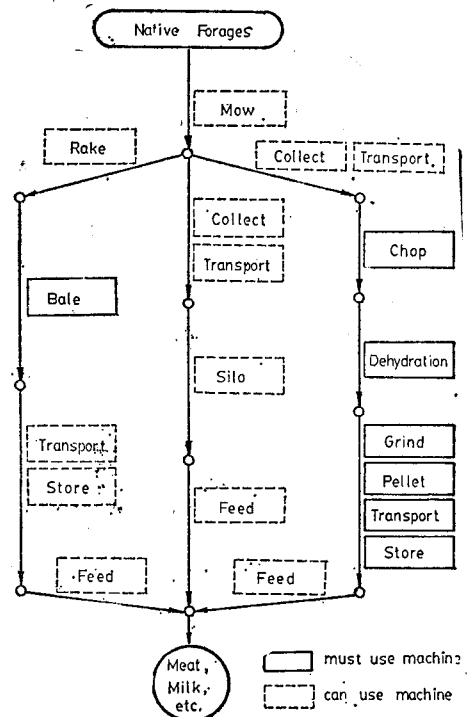 Native Forages
Mow
Rake
Collect Transport
Collect
Transport
Chop
Bale
Dehydration
Silo
Grind
Transport
Pellet
Store
Feed
Transport
Store
Feed
Feed
Meat,
Milk,
etc.
must use machine
can use machine